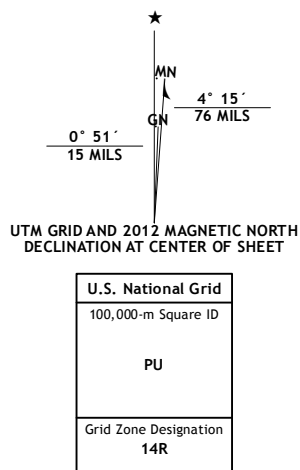 MN
4° 15´
76 MILS
GN
0° 51´
15 MILS
UTM GRID AND 2012 MAGNETIC NORTH
DECLINATION AT CENTER OF SHEET
U.S. National Grid
100,000-m Square ID
PU
Grid Zone Designation
14R